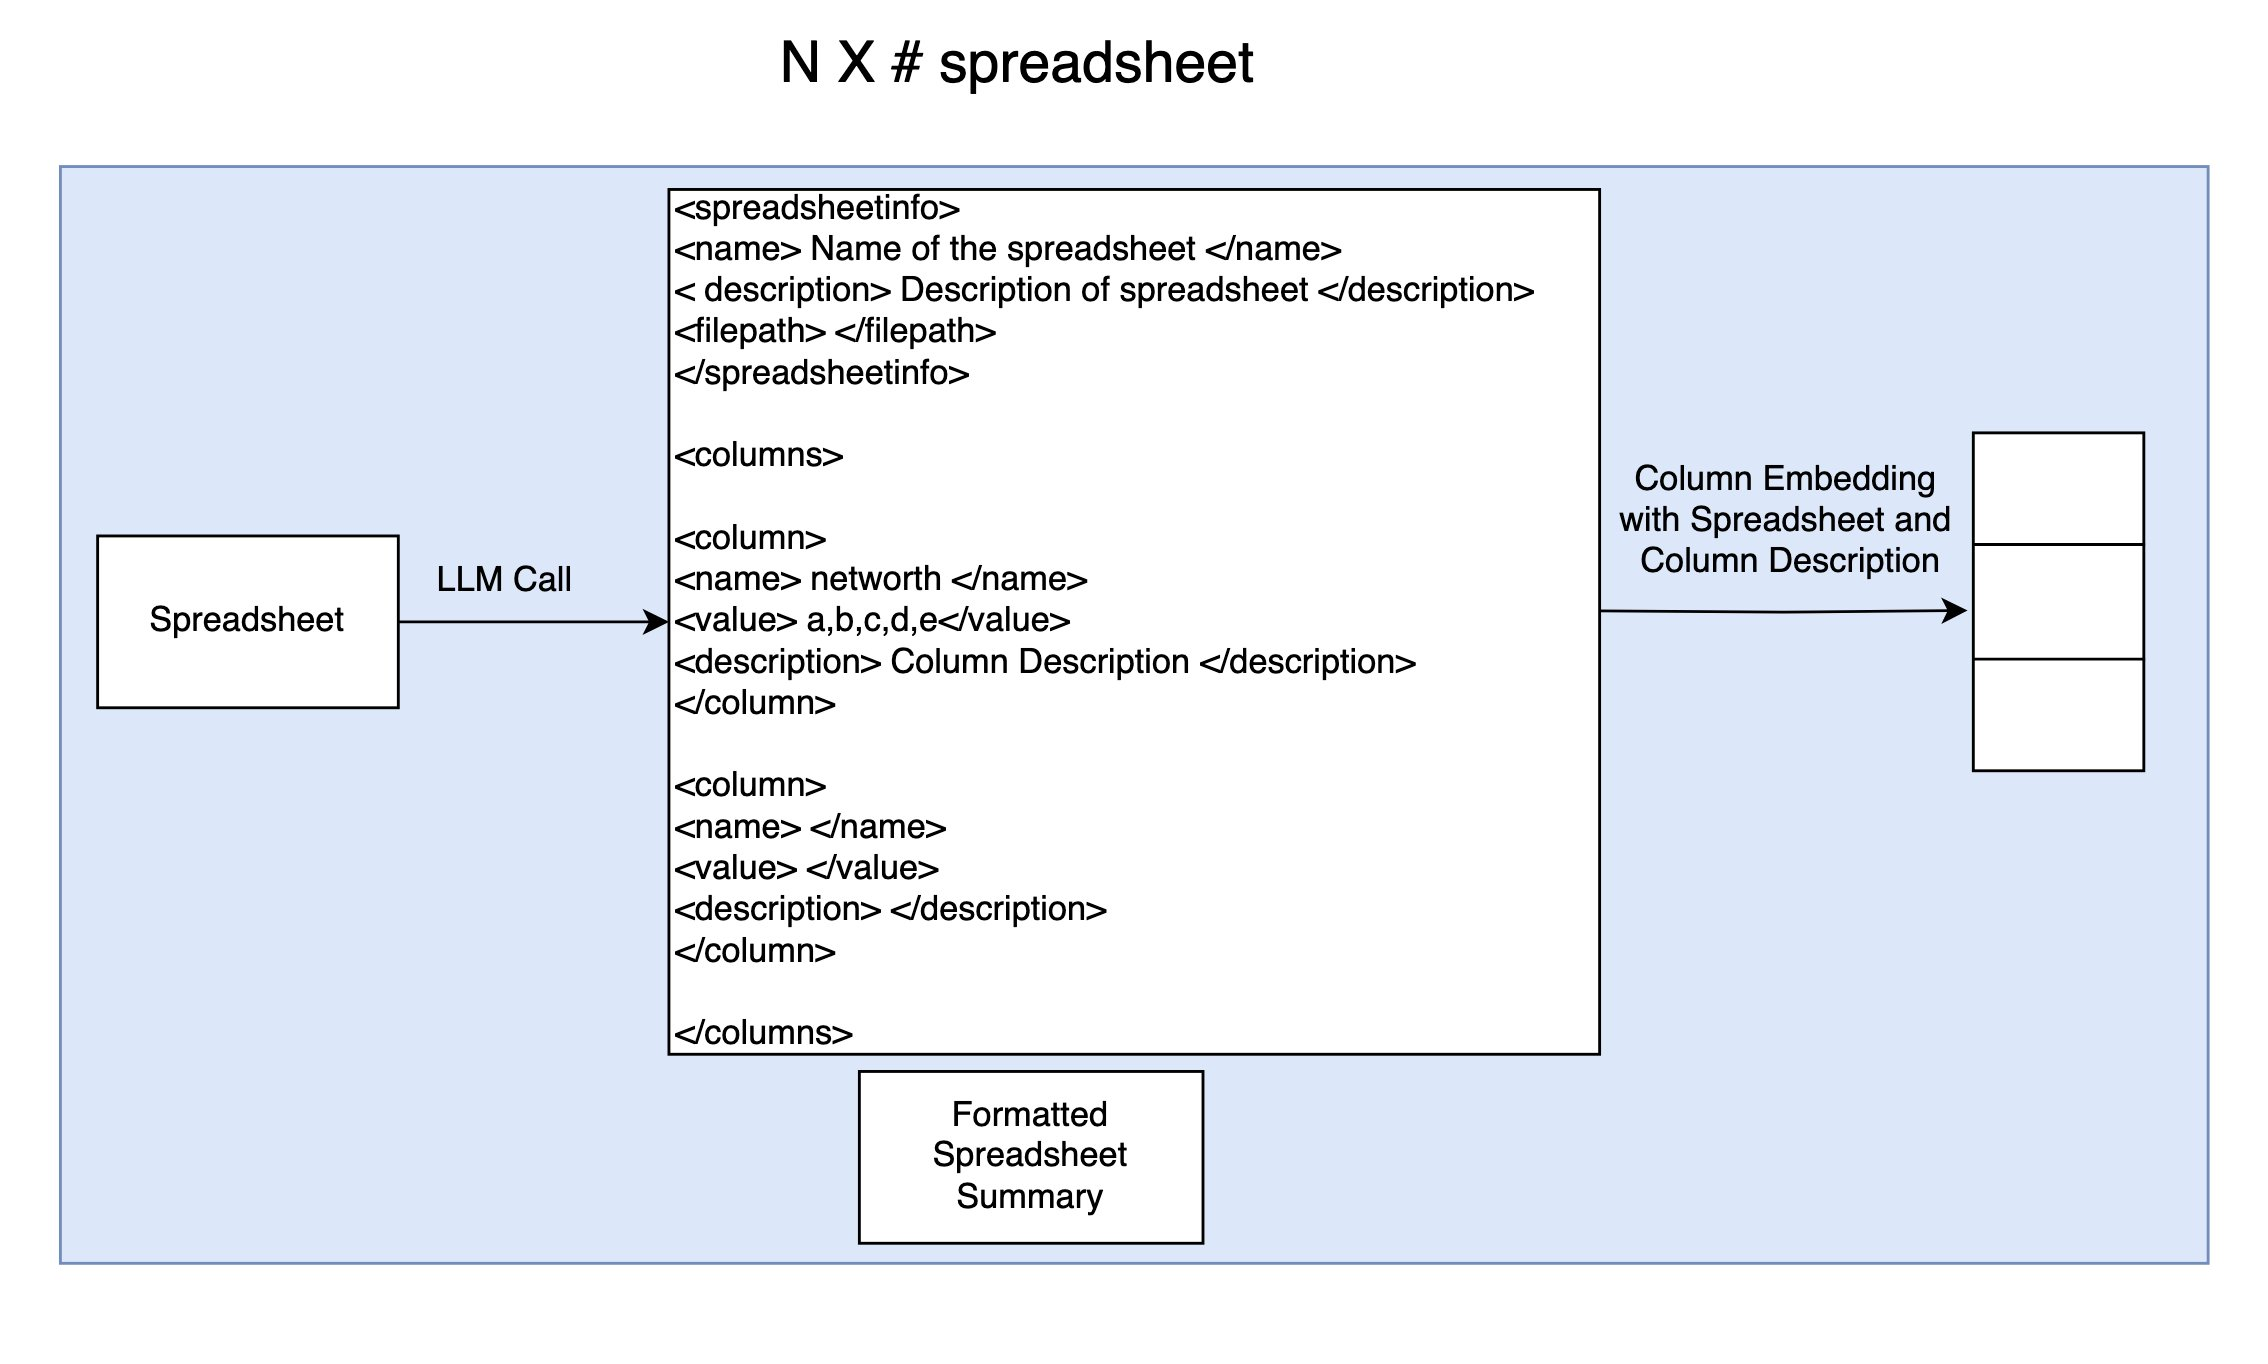 N X # spreadsheet
<spreadsheetinfo>
<name> Name of the spreadsheet </name>
< description> Description of spreadsheet </description>
<filepath> </filepath>
</spreadsheetinfo>
<columns>
<column>
<name> networth </name>
<value> a,b,c,d,e</value>
<description> Column Description </description>
</column>
<column>
<name> </name>
<value> </value>
<description> </description>
</column>
</columns>
Spreadsheet
LLM Call
Column Embedding
with Spreadsheet and
Column Description
Formatted
Spreadsheet
Summary